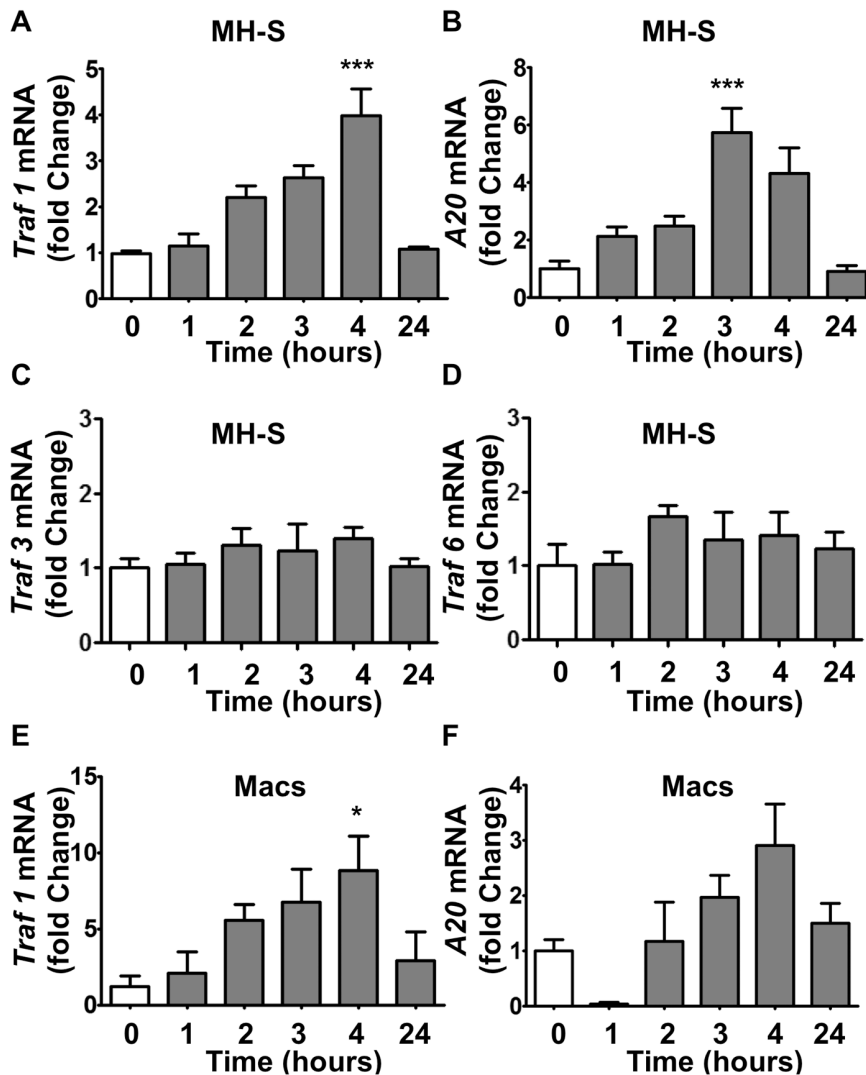 A
MH-S
Traf 1 mRNA
(fold Change)
5
4
3
2
1
0
***
0 1 2 3 4 24
Time (hours)
B
MH-S
A20 mRNA
(fold Change)
8
6
4
2
0
***
0 1 2 3 4 24
Time (hours)
C
MH-S
Traf 3 mRNA
(fold Change)
3
2
1
0
0 1 2 3 4 24
Time (hours)
D
MH-S
Traf 6 mRNA
(fold Change)
3
2
1
0
0 1 2 3 4 24
Time (hours)
E
Macs
Traf 1 mRNA
(fold Change)
15
10
5
0
*
0 1 2 3 4 24
Time (hours)
F
Macs
A20 mRNA
(fold Change)
4
3
2
1
0
0 1 2 3 4 24
Time (hours)